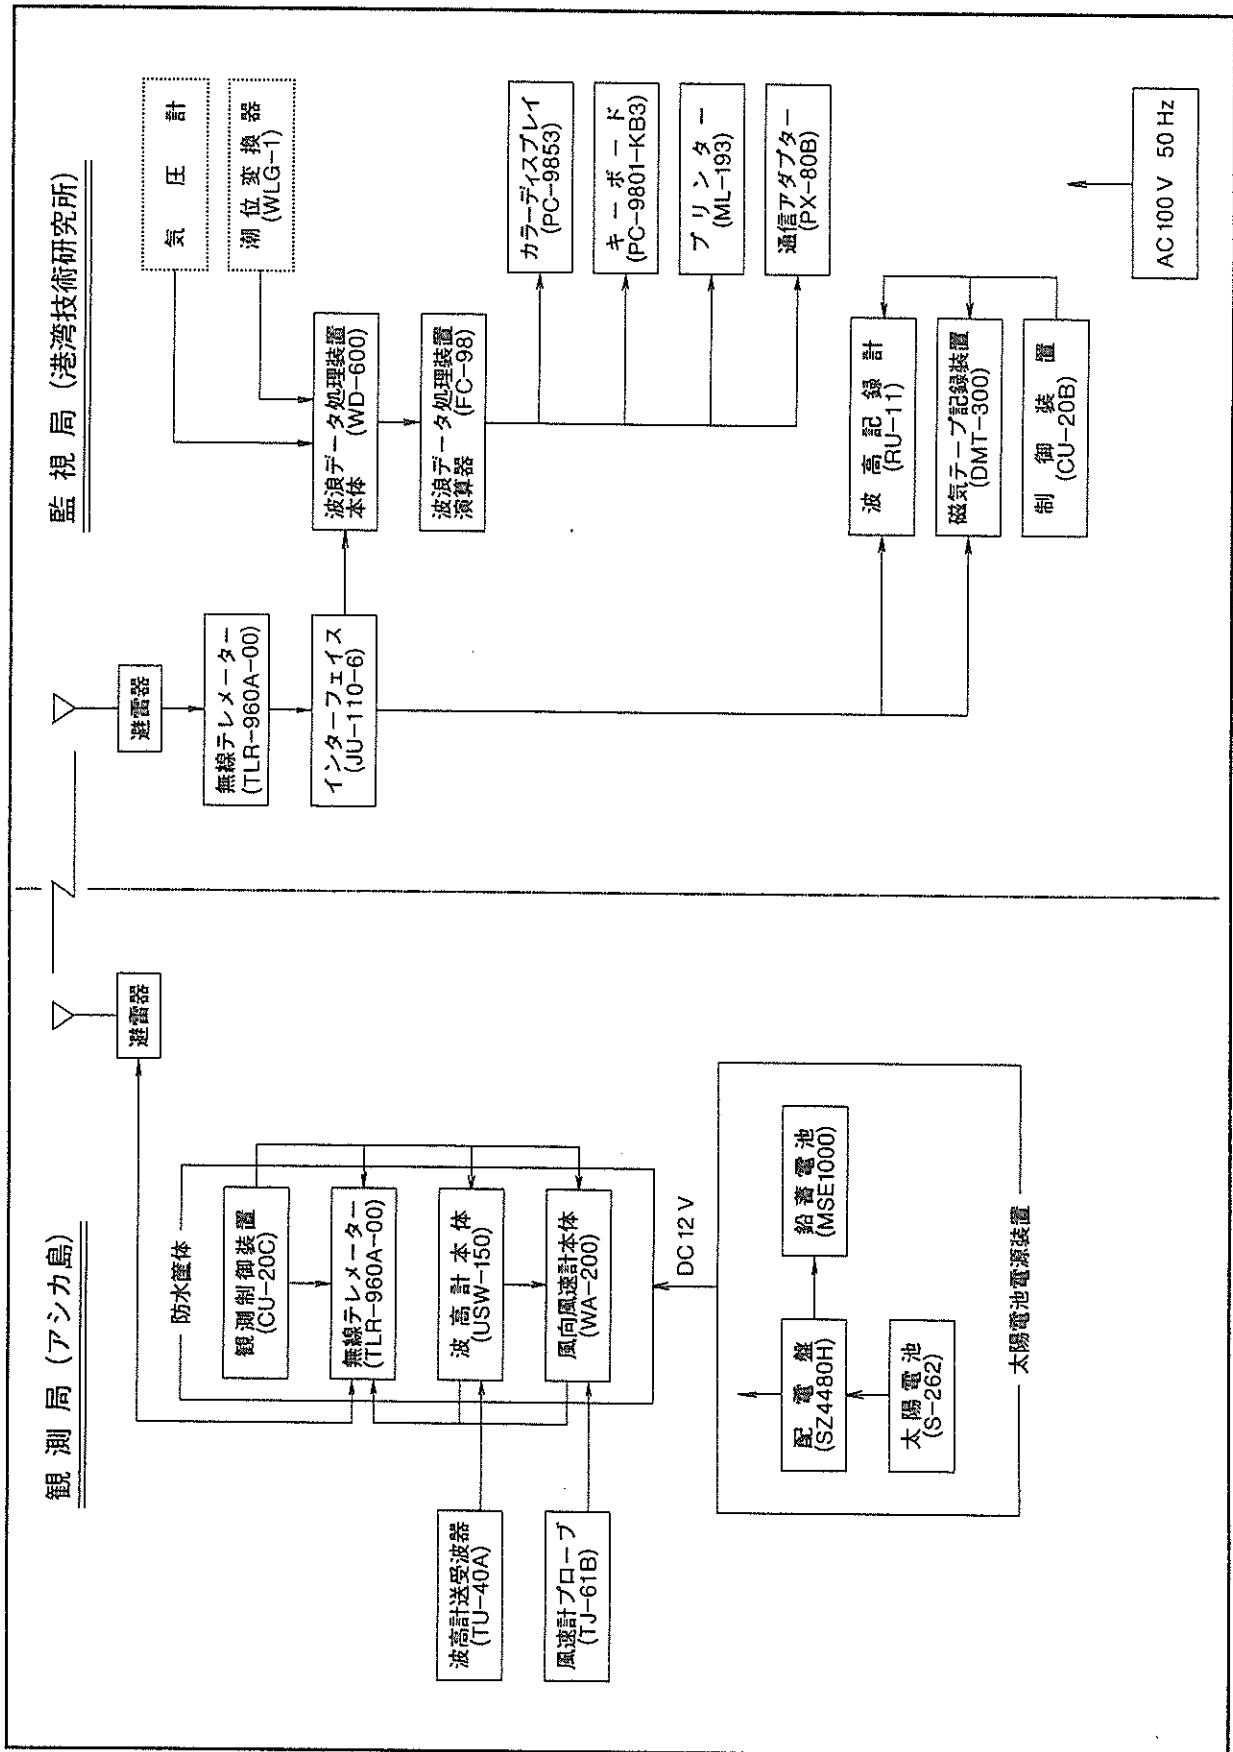 観測局 (アシカ島)
避雷器
防水筐体
観測制御装置
(CU-20C)
無線テレメーター
(TLR-960A-00)
波高計本体
(USW-150)
風向風速計本体
(WA-200)
波高計送受波器
(TU-40A)
風速計プローブ
(TJ-61B)
DC 12 V
配電盤
(SZ4480H)
鉛蓄電池
(MSE1000)
太陽電池
(S-262)
太陽電池電源装置
監視局 (港湾技術研究所)
避雷器
無線テレメーター
(TLR-960A-00)
インターフェイス
(JU-110-6)
気圧計
潮位変換器
(WLG-1)
波浪データ処理装置
本体 (WD-600)
波浪データ処理装置
演算器 (FC-98)
カラーディスプレイ
(PC-9853)
キーボード
(PC-9801-KB3)
プリンター
(ML-193)
通信アダプター
(PX-80B)
波高記録計
(RU-11)
磁気テープ記録装置
(DMT-300)
制御装置
(CU-20B)
AC 100 V 50 Hz